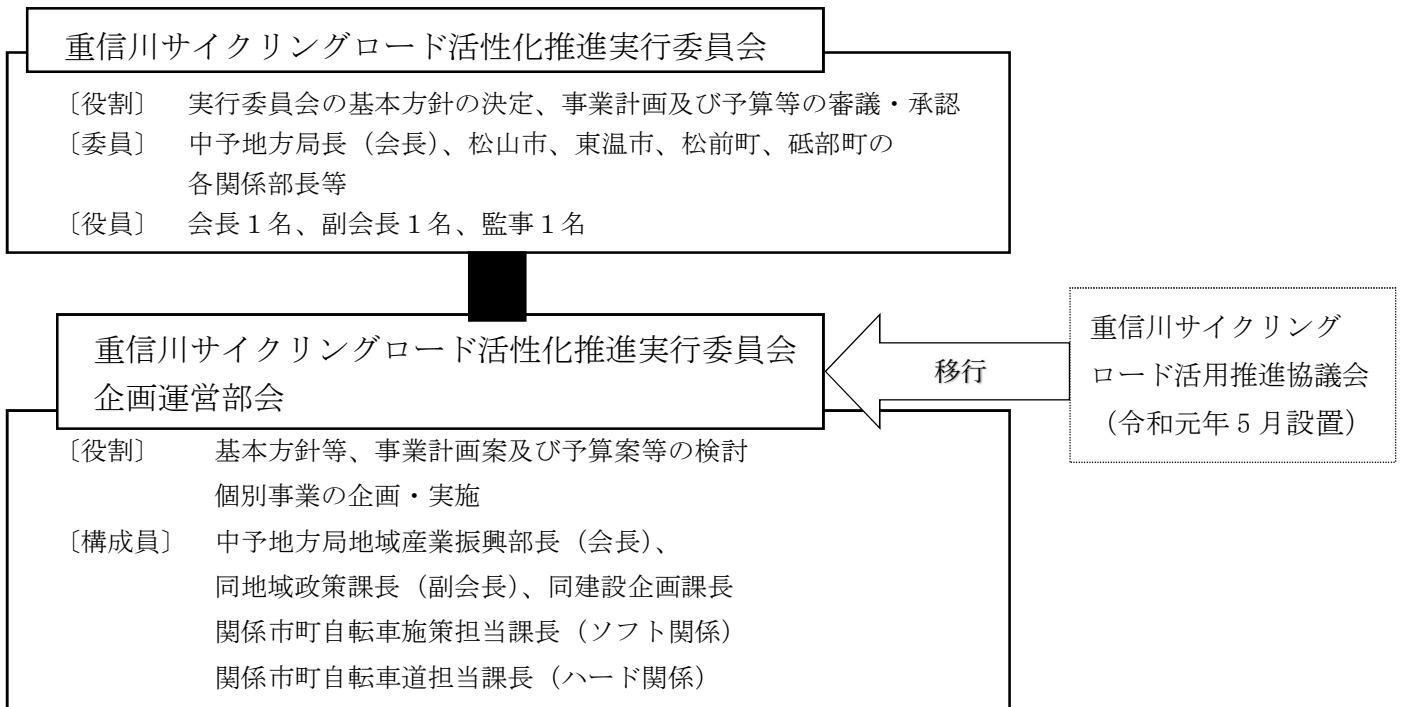 重信川サイクリングロード活性化推進実行委員会
〔役割〕 実行委員会の基本方針の決定、事業計画及び予算等の審議・承認
〔委員〕 中予地方局長（会長）、松山市、東温市、松前町、砥部町の
各関係部長等
〔役員〕 会長１名、副会長１名、監事１名
重信川サイクリングロード活性化推進実行委員会
企画運営部会
移行
重信川サイクリング
ロード活用推進協議会
（令和元年５月設置）
〔役割〕 基本方針等、事業計画案及び予算案等の検討
個別事業の企画・実施
〔構成員〕 中予地方局地域産業振興部長（会長）、
同地域政策課長（副会長）、同建設企画課長
関係市町自転車施策担当課長（ソフト関係）
関係市町自転車道担当課長（ハード関係）